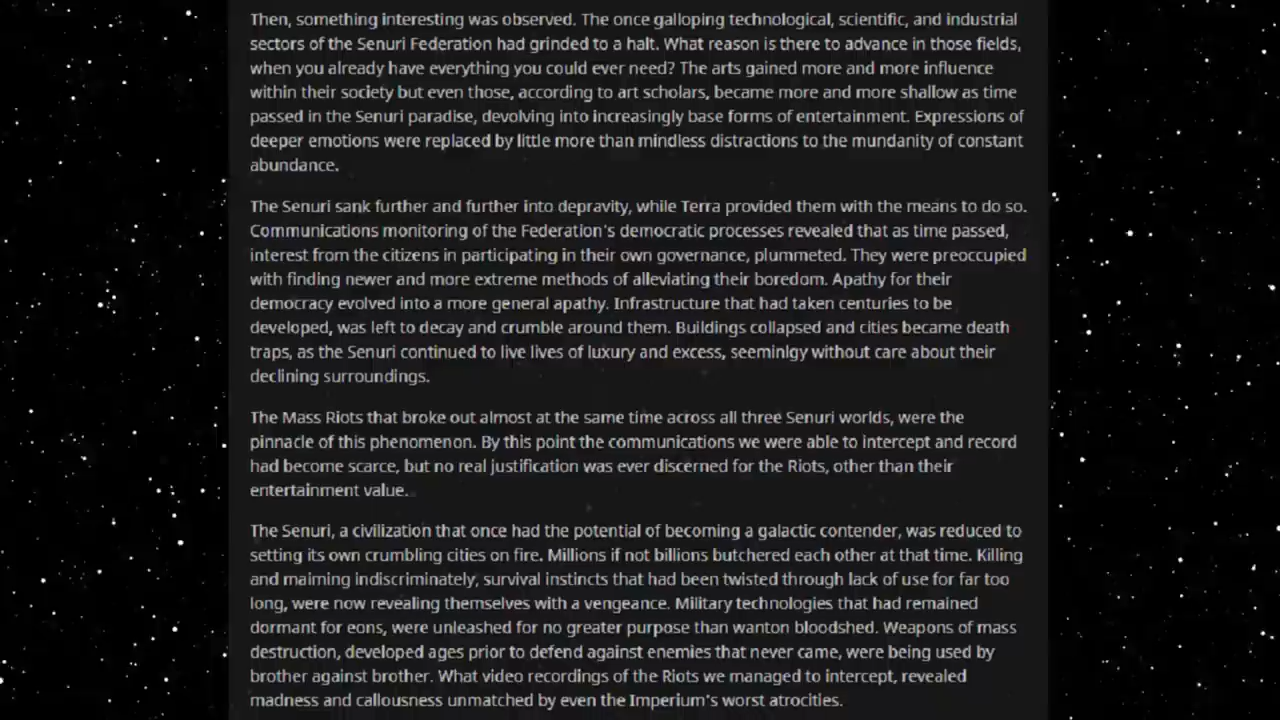 Then, something interesting was observed. The once galloping technological, scientific, and industrial
sectors of the Senuri Federation had grinded to a halt. What reason is there to advance in those fields,
when you already have everything you could ever need? The arts gained more and more influence
within their society but even those, according to art scholars, became more and more shallow as time
passed in the Senuri paradise, devolving into increasingly base forms of entertainment. Expressions of
deeper emotions were replaced by little more than mindless distractions to the mundanity of constant
abundance.
The Senuri sank further and further into depravity, while Terra provided them with the means to do so.
Communications monitoring of the Federation's democratic processes revealed that as time passed,
interest from the citizens in participating in their own governance, plummeted. They were preoccupied
with finding newer and more extreme methods of alleviating their boredom. Apathy for their
democracy evolved into a more general apathy. Infrastructure that had taken centuries to be
developed, was left to decay and crumble around them. Buildings collapsed and cities became death
traps, as the Senuri continued to live lives of luxury and excess, seeminlgy without care about their
declining surroundings.
The Mass Riots that broke out almost at the same time across all three Senuri worlds, were the
pinnacle of this phenomenon. By this point the communications we were able to intercept and record
had become scarce, but no real justification was ever discerned for the Riots, other than their
entertainment value.
The Senuri, a civilization that once had the potential of becoming a galactic contender, was reduced to
setting its own crumbling cities on fire. Millions if not billions butchered each other at that time. Killing
and maiming indiscriminately, survival instincts that had been twisted through lack of use for far too
long, were now revealing themselves with a vengeance. Military technologies that had remained
dormant for eons, were unleashed for no greater purpose than wanton bloodshed. Weapons of mass
destruction, developed ages prior to defend against enemies that never came, were being used by
brother against brother. What video recordings of the Riots we managed to intercept, revealed
madness and callousness unmatched by even the Imperium's worst atrocities.